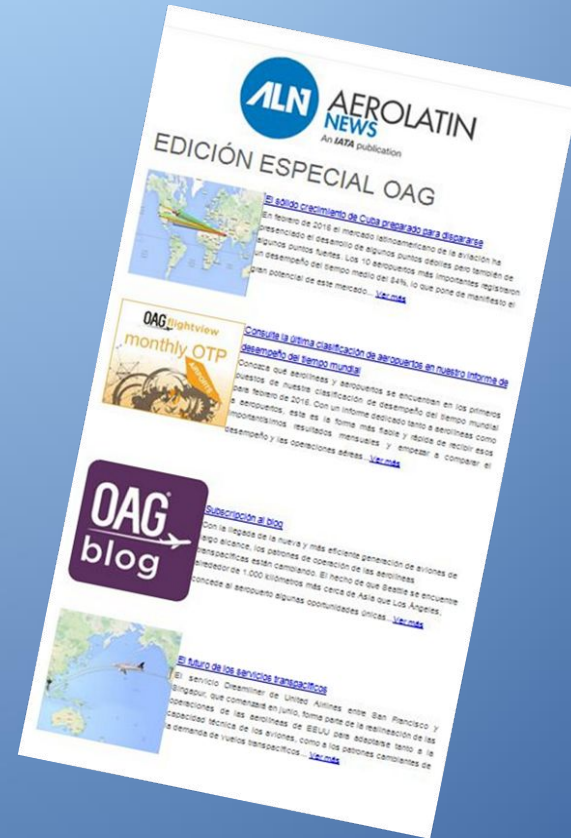 ALN AEROLATIN
NEWS
An IATA publication
EDICIÓN ESPECIAL OAG
El sólido crecimiento de Cuba preparado para dispararse
En febrero de 2016 el mercado latinoamericano de la aviación ha
presenciado el desarrollo de algunos puntos débiles pero también de
algunos puntos fuertes. Los 10 aeropuertos más importantes registraron
un desempeño del tiempo medio del 84%, lo que pone de manifiesto el
gran potencial de este mercado... Ver más
OAG flightview
monthly OTP
AIRPORTS
Consulte la última clasificación de aeropuertos en nuestro informe de
desempeño del tiempo mundial
Conozca qué aerolíneas y aeropuertos se encuentran en los primeros
puestos de nuestra clasificación de desempeño del tiempo mundial
para febrero de 2016. Con un informe dedicado tanto a aerolíneas como
a aeropuertos, esta es la forma más fiable y rápida de recibir esos
importantísimos resultados mensuales y empezar a comparar el
desempeño y las operaciones aéreas...Ver más
OAG
blog
Subscripción al blog
Con la llegada de la nueva y más eficiente generación de aviones de
largo alcance, los patrones de operación de las aerolíneas
transpacíficas están cambiando. El hecho de que Seattle se encuentre
alrededor de 1.000 kilómetros más cerca de Asia que Los Ángeles,
concede al aeropuerto algunas oportunidades únicas...Ver más
El futuro de los servicios transpacíficos
El servicio Dreamliner de United Airlines entre San Francisco y
Singapur, que comenzará en junio, forma parte de la realineación de las
operaciones de las aerolíneas de EEUU para adaptarse tanto a la
capacidad técnica de los aviones, como a los patrones cambiantes de
la demanda de vuelos transpacíficos... Ver más